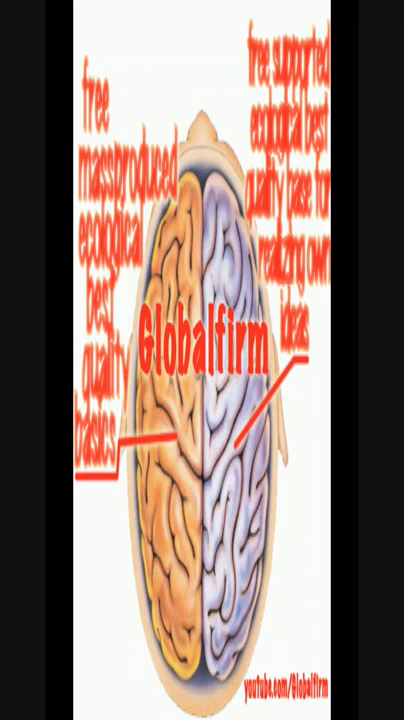 free
massproduced
ecological
best
quality
basics
free supported
ecological best
quality base for
realizing own
ideas
Globalfirm
youtube.com/Globalfirm